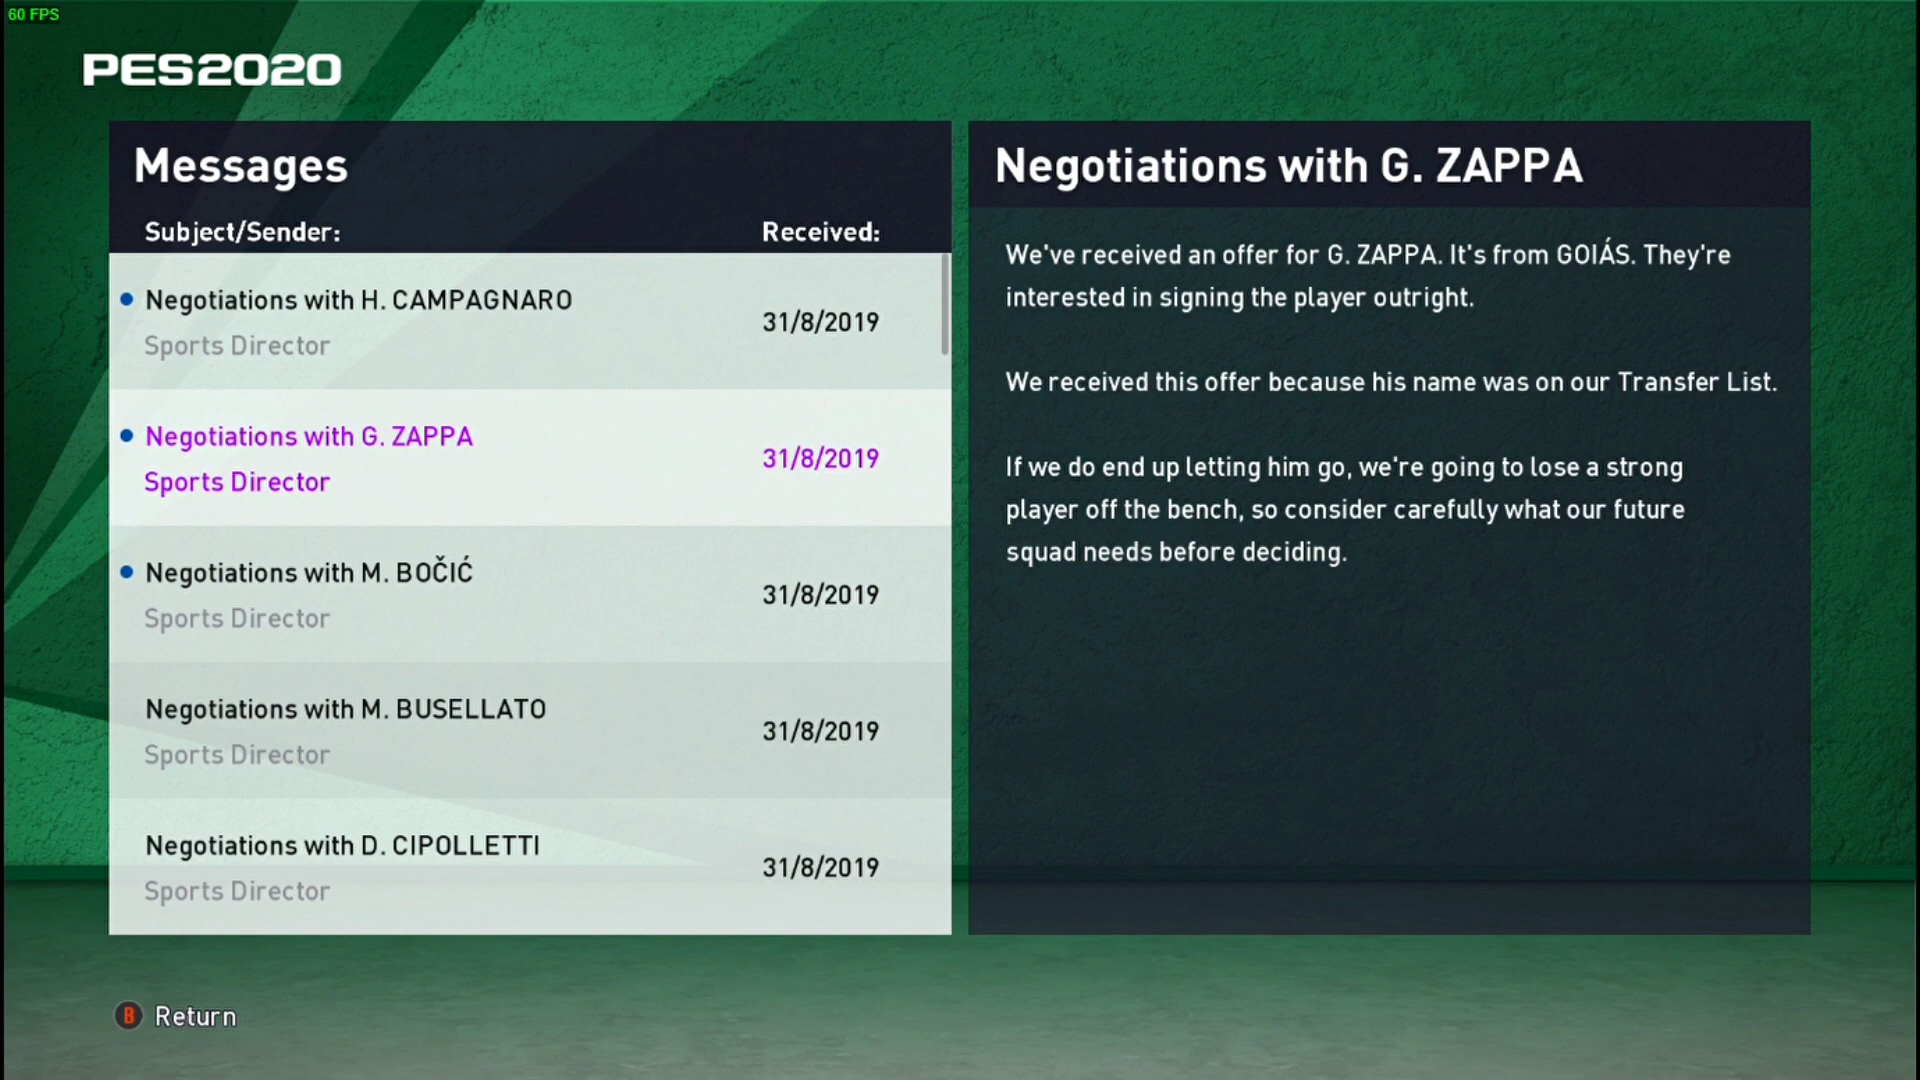 60 FPS
PES2020
Messages
Subject/Sender: Received:
Negotiations with H. CAMPAGNARO
Sports Director
31/8/2019
Negotiations with G. ZAPPA
Sports Director
31/8/2019
Negotiations with M. BOČIĆ
Sports Director
31/8/2019
Negotiations with M. BUSELLATO
Sports Director
31/8/2019
Negotiations with D. CIPOLLETTI
Sports Director
31/8/2019
Negotiations with G. ZAPPA
We've received an offer for G. ZAPPA. It's from GOIÁS. They're
interested in signing the player outright.
We received this offer because his name was on our Transfer List.
If we do end up letting him go, we're going to lose a strong
player off the bench, so consider carefully what our future
squad needs before deciding.
B Return